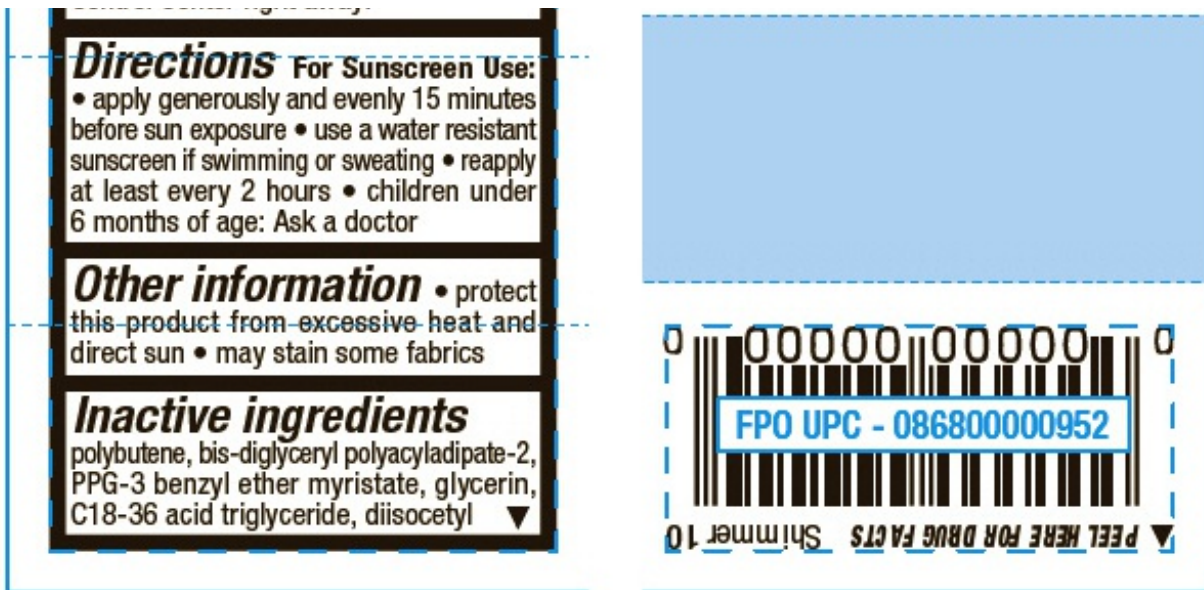 Control Center right away.
Directions For Sunscreen Use:
• apply generously and evenly 15 minutes
before sun exposure • use a water resistant
sunscreen if swimming or sweating • reapply
at least every 2 hours • children under
6 months of age: Ask a doctor
Other information • protect
this product from excessive heat and
direct sun • may stain some fabrics
Inactive ingredients
polybutene, bis-diglyceryl polyacyladipate-2,
PPG-3 benzyl ether myristate, glycerin,
C18-36 acid triglyceride, diisocetyl ▼
0 00000 00000 0
FPO UPC - 086800000952
▲ PEEL HERE FOR DRUG FACTS Shimmer 10